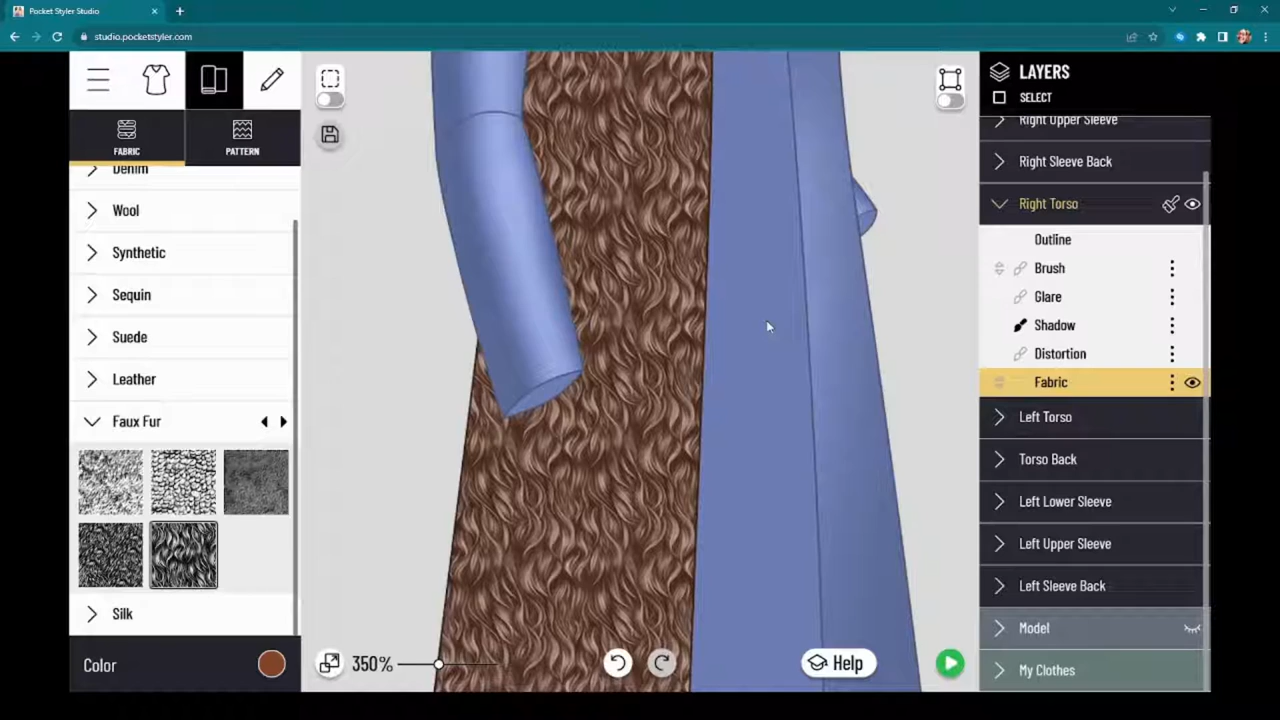 Pocket Styler Studio
studio.pocketstyler.com
FABRIC
PATTERN
Denim
Wool
Synthetic
Sequin
Suede
Leather
Faux Fur
Silk
Color
350%
Help
LAYERS
SELECT
Right Upper Sleeve
Right Sleeve Back
Right Torso
Outline
Brush
Glare
Shadow
Distortion
Fabric
Left Torso
Torso Back
Left Lower Sleeve
Left Upper Sleeve
Left Sleeve Back
Model
My Clothes